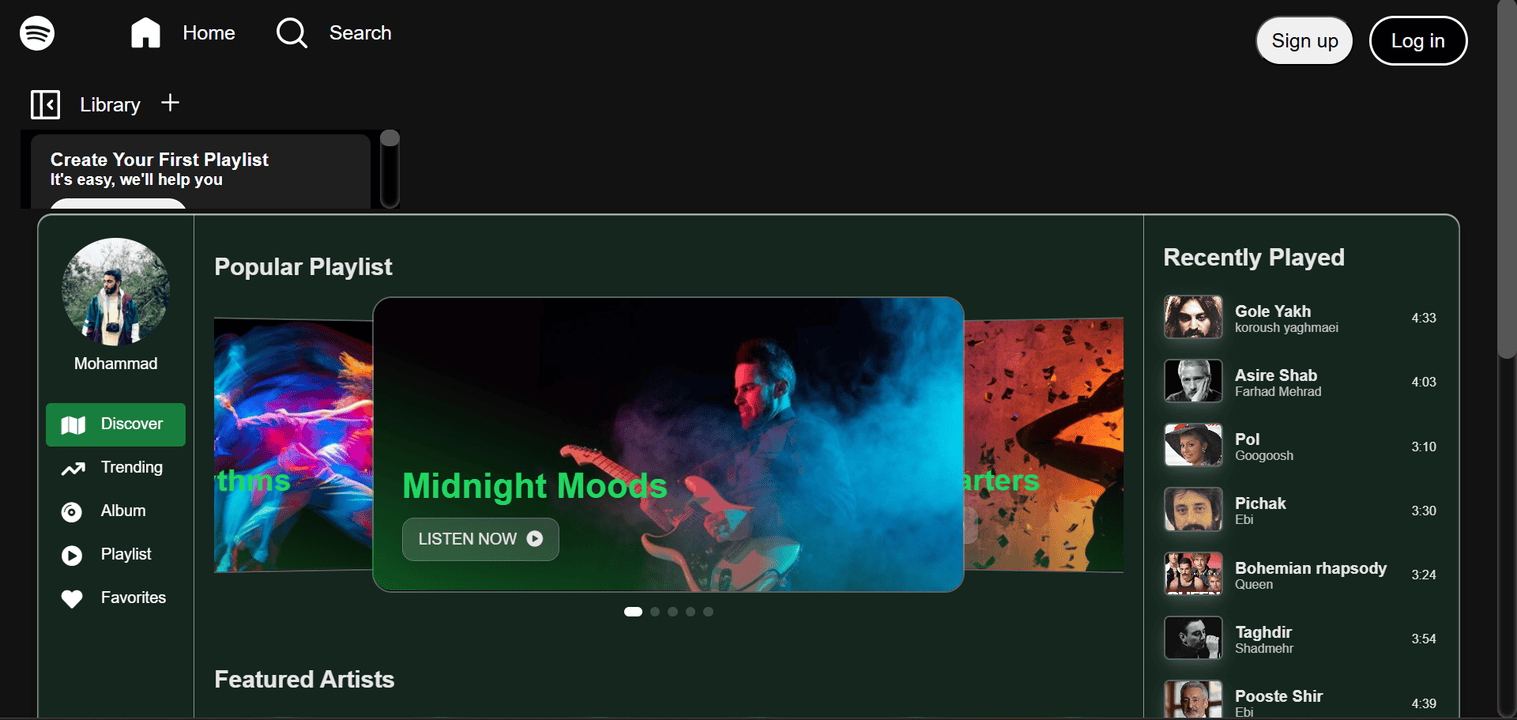 Home
Search
Sign up
Log in
Library
Create Your First Playlist
It's easy, we'll help you
Mohammad
Discover
Trending
Album
Playlist
Favorites
Popular Playlist
thms
Midnight Moods
LISTEN NOW
arters
Featured Artists
Recently Played
Gole Yakh
koroush yaghmaei
4:33
Asire Shab
Farhad Mehrad
4:03
Pol
Googoosh
3:10
Pichak
Ebi
3:30
Bohemian rhapsody
Queen
3:24
Taghdir
Shadmehr
3:54
Pooste Shir
Ebi
4:39